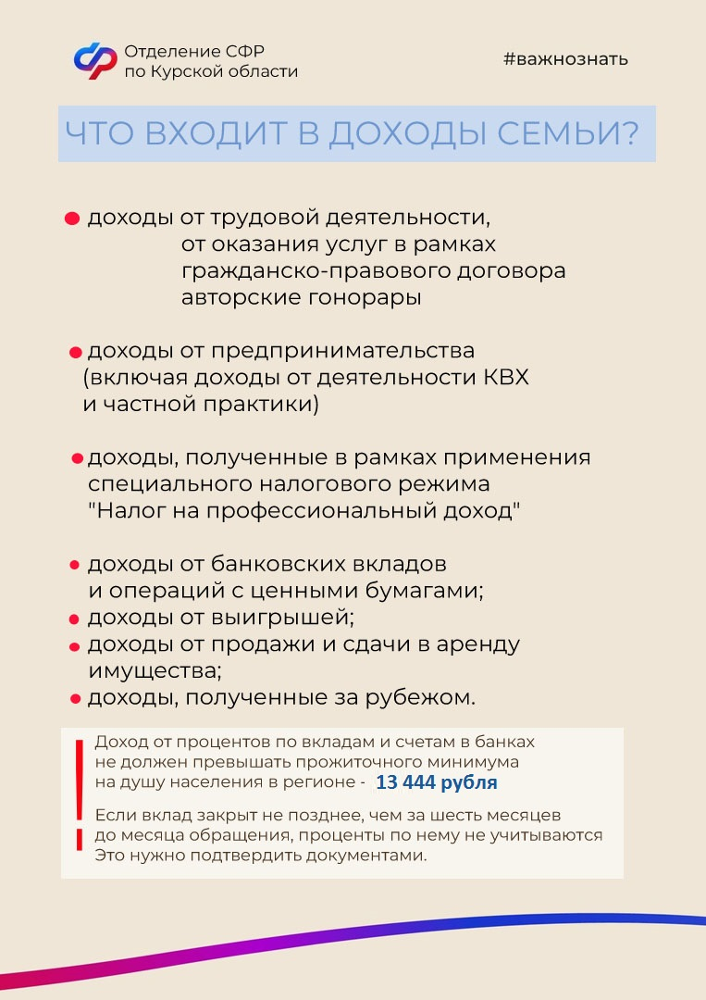 Отделение СФР
по Курской области
#важнознать
ЧТО ВХОДИТ В ДОХОДЫ СЕМЬИ?
доходы от трудовой деятельности,
от оказания услуг в рамках
гражданско-правового договора
авторские гонорары
доходы от предпринимательства
(включая доходы от деятельности КВХ
и частной практики)
доходы, полученные в рамках применения
специального налогового режима
"Налог на профессиональный доход"
доходы от банковских вкладов
и операций с ценными бумагами;
доходы от выигрышей;
доходы от продажи и сдачи в аренду
имущества;
доходы, полученные за рубежом.
Доход от процентов по вкладам и счетам в банках
не должен превышать прожиточного минимума
на душу населения в регионе - 13 444 рубля
Если вклад закрыт не позднее, чем за шесть месяцев
до месяца обращения, проценты по нему не учитываются
Это нужно подтвердить документами.